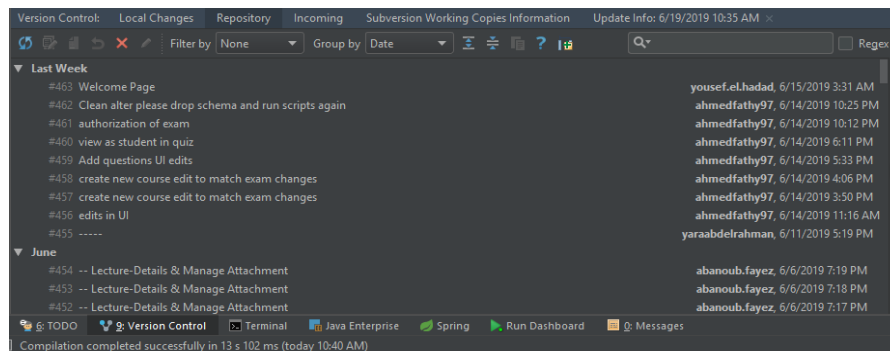 Version Control: Local Changes Repository Incoming Subversion Working Copies Information Update Info: 6/19/2019 10:35 AM ×
Filter by None Group by Date ? Regex
Last Week
#463 Welcome Page yousef.el.hadad, 6/15/2019 3:31 AM
#462 Clean alter please drop schema and run scripts again ahmedfathy97, 6/14/2019 10:25 PM
#461 authorization of exam ahmedfathy97, 6/14/2019 10:12 PM
#460 view as student in quiz ahmedfathy97, 6/14/2019 6:11 PM
#459 Add questions UI edits ahmedfathy97, 6/14/2019 5:33 PM
#458 create new course edit to match exam changes ahmedfathy97, 6/14/2019 4:06 PM
#457 create new course edit to match exam changes ahmedfathy97, 6/14/2019 3:50 PM
#456 edits in UI ahmedfathy97, 6/14/2019 11:16 AM
#455 ----- yaraabdelrahman, 6/11/2019 5:19 PM
June
#454 -- Lecture-Details & Manage Attachment abanoub.fayez, 6/6/2019 7:19 PM
#453 -- Lecture-Details & Manage Attachment abanoub.fayez, 6/6/2019 7:18 PM
#452 -- Lecture-Details & Manage Attachment abanoub.fayez, 6/6/2019 7:17 PM
6: TODO 9: Version Control Terminal Java Enterprise Spring Run Dashboard 0: Messages
Compilation completed successfully in 13 s 102 ms (today 10:40 AM)